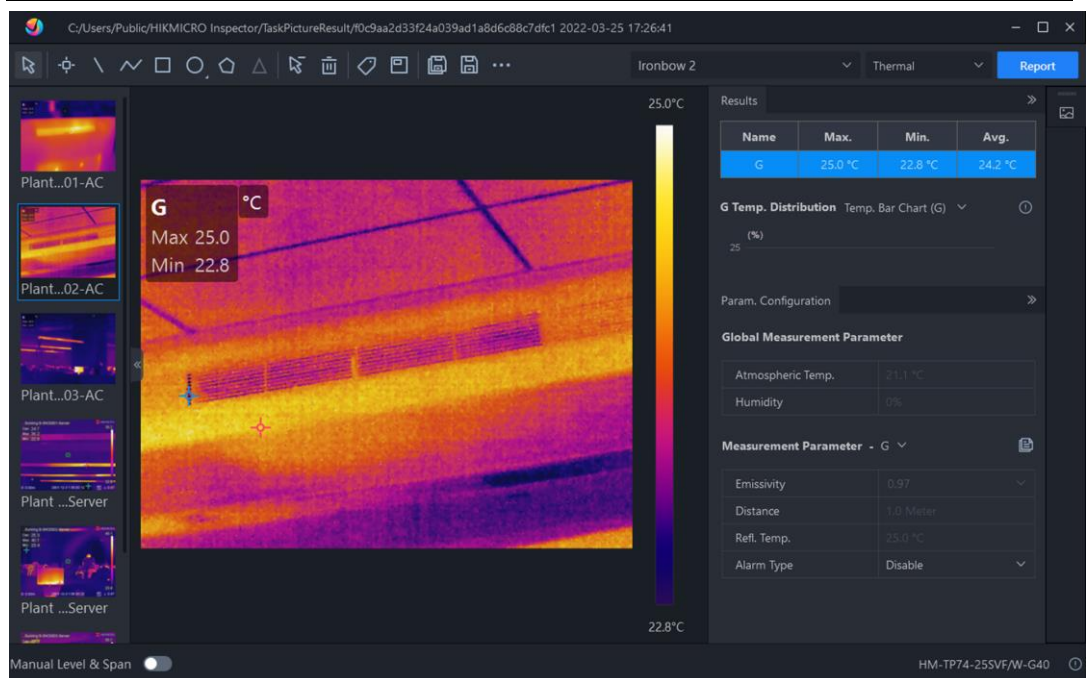 C:/Users/Public/HIKMICRO Inspector/TaskPictureResult/f0c9aa2d33f24a039ad1a8d6c88c7dfc1 2022-03-25 17:26:41
Ironbow 2
Thermal
Report
Plant...01-AC
Plant...02-AC
Plant...03-AC
Plant ...Server
Plant ...Server
G
°C
Max 25.0
Min 22.8
25.0°C
22.8°C
Results
Name Max. Min. Avg.
G 25.0 °C 22.8 °C 24.2 °C
G Temp. Distribution Temp. Bar Chart (G)
(%)
25
Param. Configuration
Global Measurement Parameter
Atmospheric Temp. 21.1 °C
Humidity 0%
Measurement Parameter - G
Emissivity 0.97
Distance 1.0 Meter
Refl. Temp. 25.0 °C
Alarm Type Disable
Manual Level & Span
HM-TP74-25SVF/W-G40